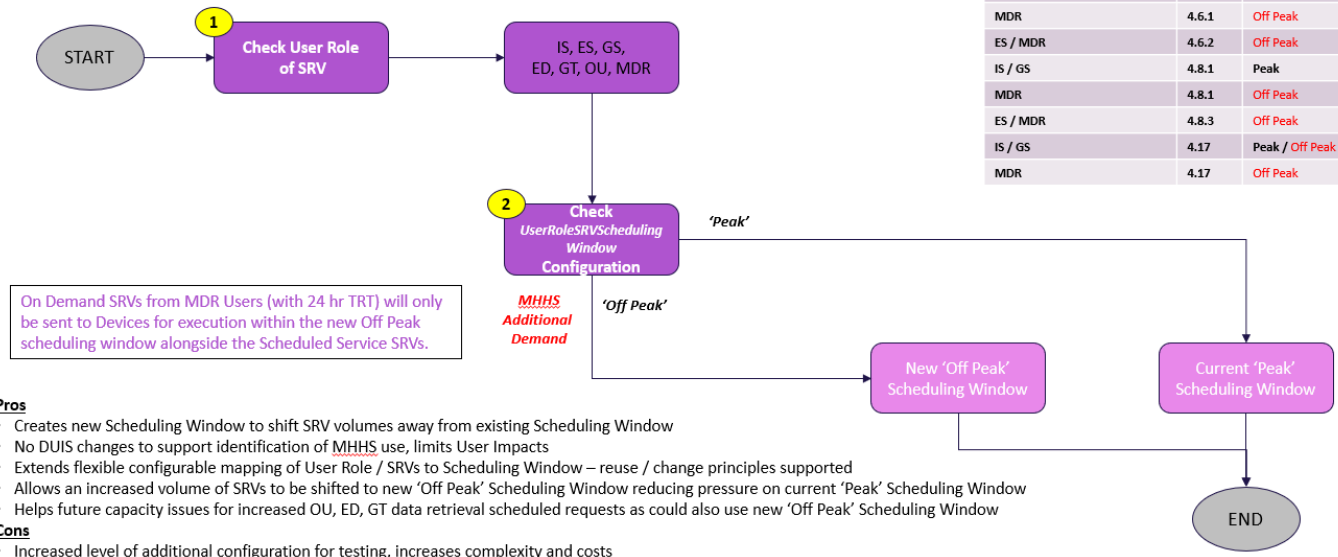 START
1
Check User Role
of SRV
IS, ES, GS,
ED, GT, OU, MDR
MDR 4.6.1 Off Peak
ES / MDR 4.6.2 Off Peak
IS / GS 4.8.1 Peak
MDR 4.8.1 Off Peak
ES / MDR 4.8.3 Off Peak
IS / GS 4.17 Peak / Off Peak
MDR 4.17 Off Peak
2
Check
UserRoleSRVScheduling
Window
Configuration
‘Peak’
On Demand SRVs from MDR Users (with 24 hr TRT) will only
be sent to Devices for execution within the new Off Peak
scheduling window alongside the Scheduled Service SRVs.
MHHS
Additional
Demand
‘Off Peak’
New ‘Off Peak’
Scheduling Window
Current ‘Peak’
Scheduling Window
Pros
Creates new Scheduling Window to shift SRV volumes away from existing Scheduling Window
No DUIS changes to support identification of MHHS use, limits User Impacts
Extends flexible configurable mapping of User Role / SRVs to Scheduling Window – reuse / change principles supported
Allows an increased volume of SRVs to be shifted to new ‘Off Peak’ Scheduling Window reducing pressure on current ‘Peak’ Scheduling Window
Helps future capacity issues for increased OU, ED, GT data retrieval scheduled requests as could also use new ‘Off Peak’ Scheduling Window
END
Cons
Increased level of additional configuration for testing, increases complexity and costs